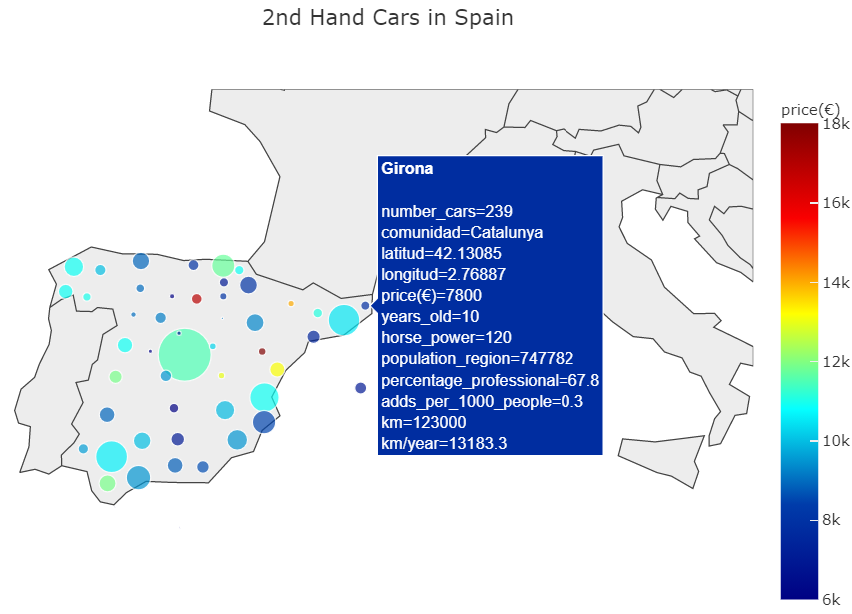 2nd Hand Cars in Spain
price(€)
18k
16k
14k
12k
10k
8k
6k
Girona
number_cars=239
comunidad=Catalunya
latitud=42.13085
longitud=2.76887
price(€)=7800
years_old=10
horse_power=120
population_region=747782
percentage_professional=67.8
adds_per_1000_people=0.3
km=123000
km/year=13183.3